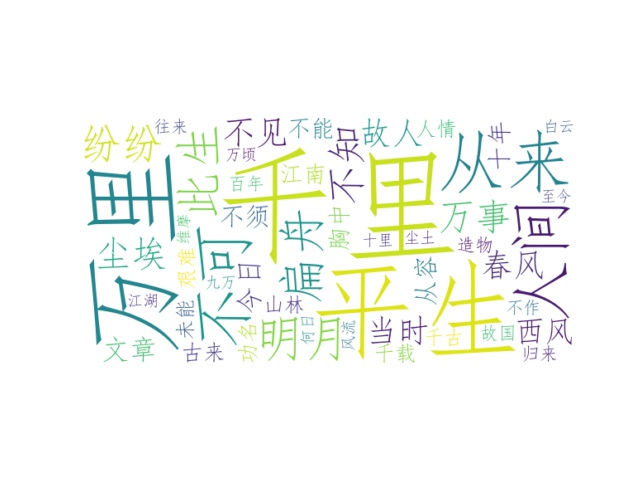 纷纷
往来
不见
不能
故人
人情
从来
十年
白云
万里
此生
万顷
千里
不知
百年
江南
至今
不可
维摩
不须
扁舟
胸中
万事
人间
尘埃
艰难
十里
尘土
造物
平生
春风
九万
今日
山林
从容
江湖
未能
明月
何日
风流
当时
千古
不作
故国
西风
文章
古来
功名
千载
归来